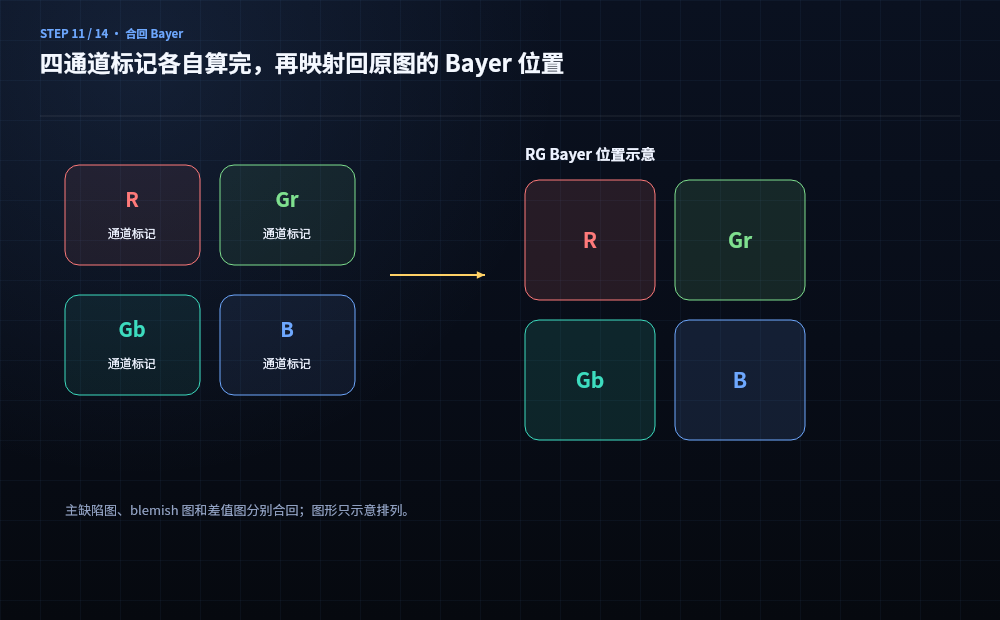 STEP 11 / 14 · 合回 Bayer
四通道标记各自算完，再映射回原图的 Bayer 位置
RG Bayer 位置示意
R
通道标记
Gr
通道标记
Gb
通道标记
B
通道标记
R
Gr
Gb
B
主缺陷图、blemish 图和差值图分别合回；图形只示意排列。